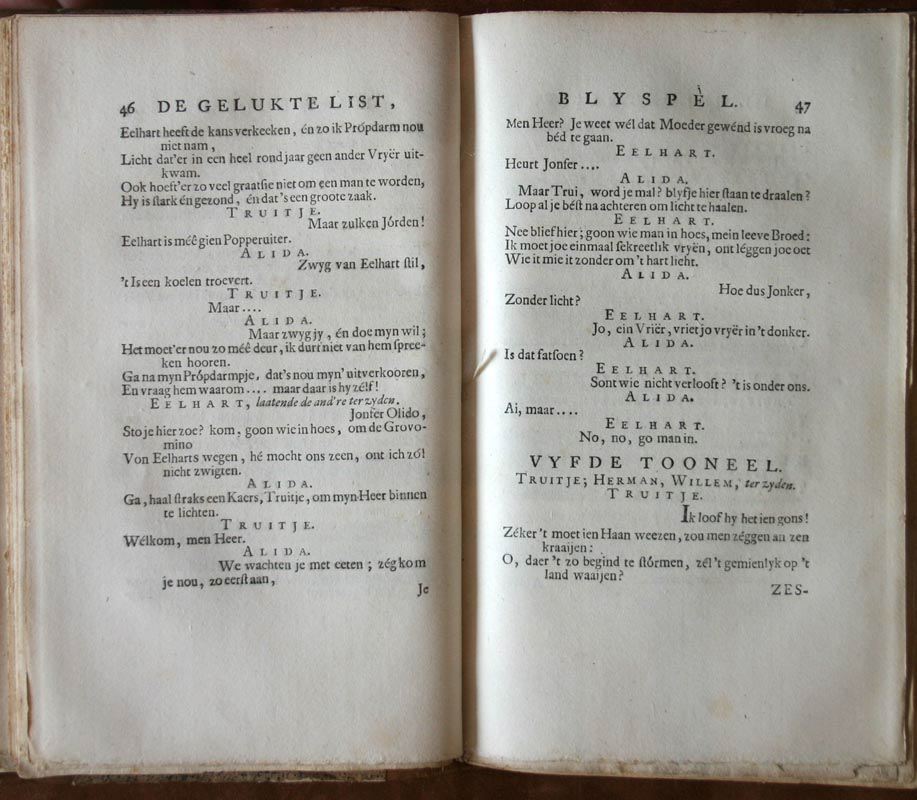 46 DE GELUKTE LIST,
Eelhart heeft de kans verkeeken, én zo ik Própdarm nou
niet nam,
Licht dat'er in een heel rond jaar geen ander Vryër uit-
kwam.
Ook hoeft'er zo veel graatsie niet om een man te worden,
Hy is stark én gezond, én dat's een groote zaak.
TRUITJE.
Maar zulken Jórden!
Eelhart is méê gien Popperuiter.
ALIDA.
Zwyg van Eelhart stil,
't Is een koelen troevert.
TRUITJE.
Maar....
ALIDA.
Maar zwyg jy, én doe myn wil;
Het moet'er nou zo méê deur, ik durf niet van hem spree-
ken hooren.
Ga na myn Própdarmpje, dat's nou myn' uitverkooren,
En vraag hem waarom.... maar daar is hy zélf!
EELHART, laatende de and're ter zyden.
Jonfer Olido,
Sto je hier zoe? kom, goon wie in hoes, om de Grovo-
mino
Von Eelharts wegen, hé mocht ons zeen, ont ich zól
nicht zwigten.
ALIDA.
Ga, haal straks een Kaers, Truitje, om myn Heer binnen
te lichten.
TRUITJE.
Wélkom, men Heer.
ALIDA.
We wachten je met eeten; zég kom
je nou, zo eerst aan,
Je
BLYSPÈL. 47
Men Heer? Je weet wél dat Moeder gewénd is vroeg na
béd te gaan.
EELHART.
Heurt Jonfer....
ALIDA.
Maar Trui, word je mal? blyfje hier staan te draalen?
Loop al je bést na achteren om licht te haalen.
EELHART.
Nee blief hier; goon wie man in hoes, mein leeve Broed:
Ik moet joe einmaal sekreetlik vryën, ont léggen joe oet
Wie it mie it zonder om 't hart licht.
ALIDA.
Hoe dus Jonker,
Zonder licht?
EELHART.
Jo, ein Vriër, vriet jo vryër in 't donker.
ALIDA.
Is dat fatsoen?
EELHART.
Sont wie nicht verlooft? 't is onder ons.
ALIDA.
Ai, maar....
EELHART.
No, no, go man in.
VYFDE TOONEEL.
TRUITJE; HERMAN, WILLEM, ter zyden.
TRUITJE.
Ik loof hy het ien gons!
Zéker 't moet ien Haan weezen, zou men zéggen an zen
kraaijen:
O, daer 't zo begind te stórmen, zél 't gemienlyk op 't
land waaijen?
ZES-